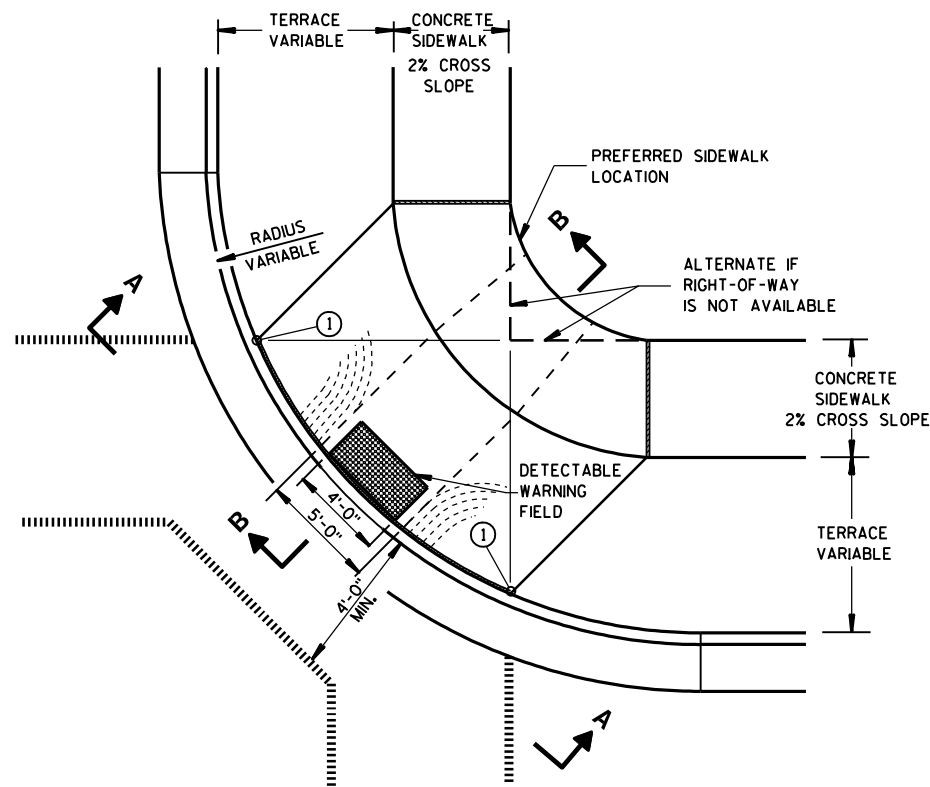 TERRACE
VARIABLE
CONCRETE
SIDEWALK
2% CROSS
SLOPE
PREFERRED SIDEWALK
LOCATION
B
RADIUS
VARIABLE
ALTERNATE IF
RIGHT-OF-WAY
IS NOT AVAILABLE
A
1
CONCRETE
SIDEWALK
2% CROSS SLOPE
DETECTABLE
WARNING
FIELD
4'-0"
5'-0"
B
1
TERRACE
VARIABLE
4'-0"
MIN.
A